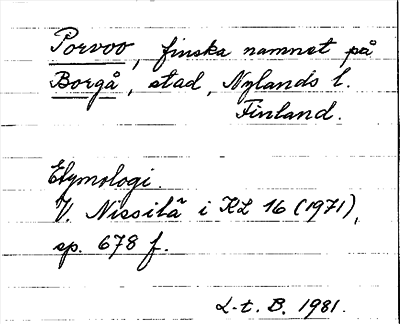 Porvoo, finska namnet på
Borgå, stad, Nylands l.
Finland.
Etymologi.
V. Nissilä i KL 16 (1971),
sp. 678 f.
L-t. B. 1981.